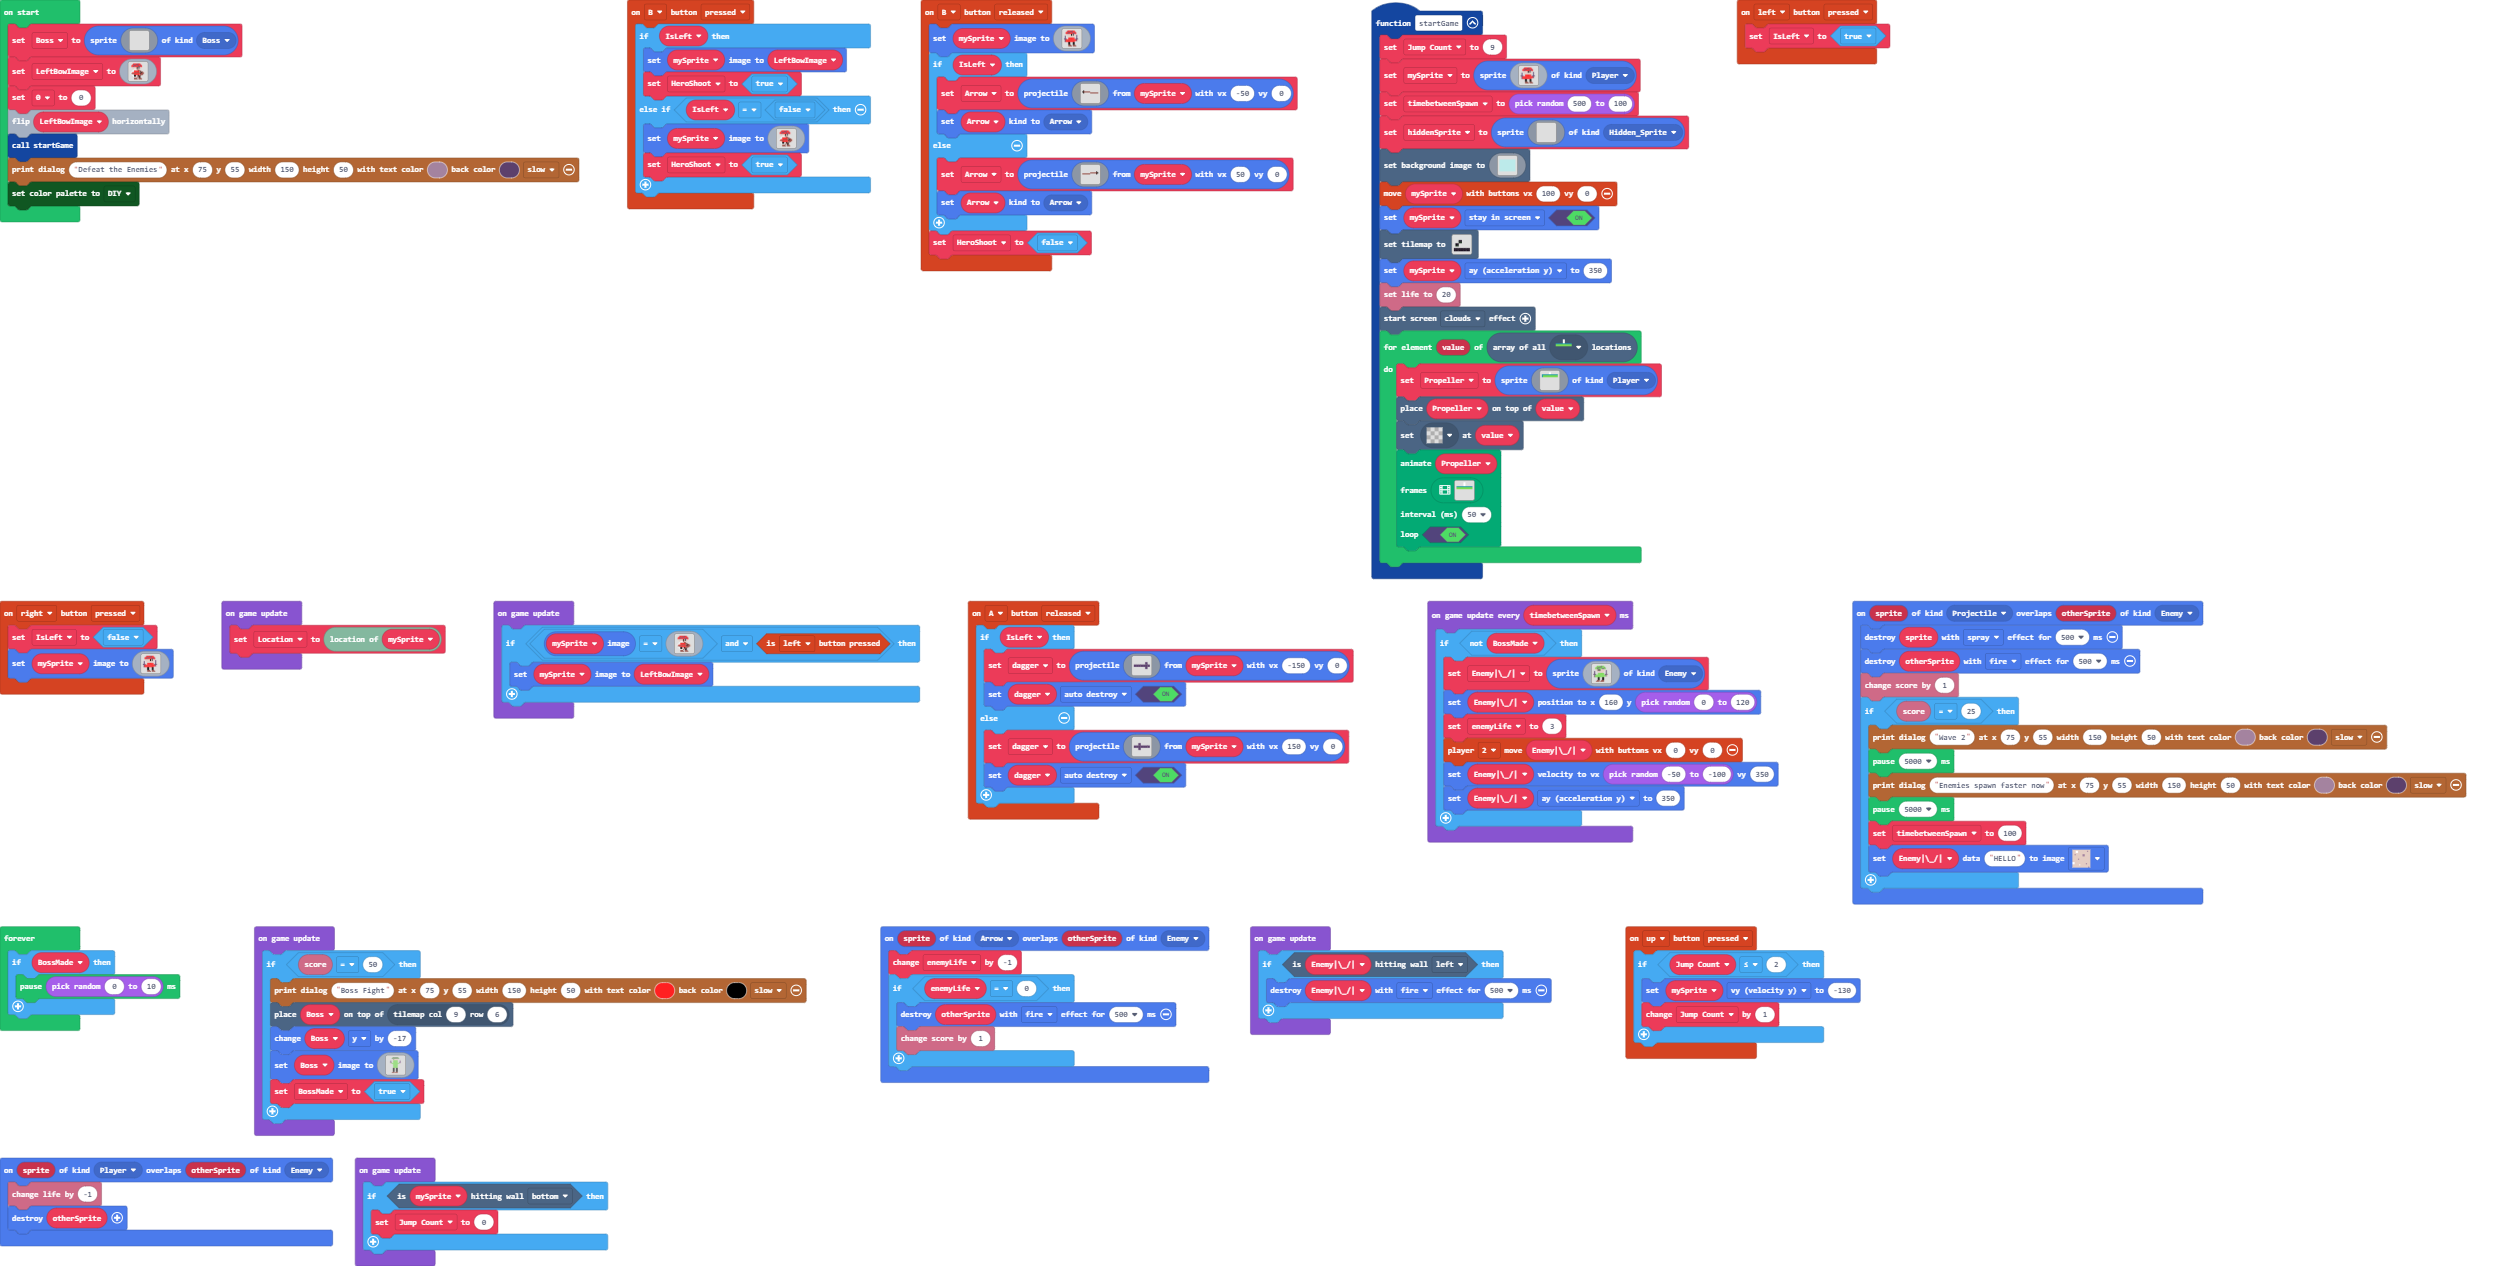 on start
set Boss to sprite of kind Boss
set LeftBowImage to
set 0 to 0
flip LeftBowImage horizontally
call startGame
print dialog "Defeat the Enemies" at x 75 y 55 width 150 height 50 with text color back color slow
set color palette to DIY
on B button pressed
if IsLeft then
set mySprite image to LeftBowImage
set HeroShoot to true
else if IsLeft = false then
set mySprite image to
set HeroShoot to true
on B button released
set mySprite image to
if IsLeft then
set Arrow to projectile from mySprite with vx -50 vy 0
set Arrow kind to Arrow
else
set Arrow to projectile from mySprite with vx 50 vy 0
set Arrow kind to Arrow
set HeroShoot to false
function startGame
set Jump Count to 9
set mySprite to sprite of kind Player
set timebetweenSpawn to pick random 500 to 100
set hiddenSprite to sprite of kind Hidden_Sprite
set background image to
move mySprite with buttons vx 100 vy 0
set mySprite stay in screen ON
set tilemap to
set mySprite ay (acceleration y) to 350
set life to 20
start screen clouds effect
for element value of array of all locations
do
set Propeller to sprite of kind Player
place Propeller on top of value
set at value
animate Propeller
frames
interval (ms) 50
loop ON
on left button pressed
set IsLeft to true
on right button pressed
set IsLeft to false
set mySprite image to
on game update
set Location to location of mySprite
on game update
if mySprite image = and is left button pressed then
set mySprite image to LeftBowImage
on A button released
if IsLeft then
set dagger to projectile from mySprite with vx -150 vy 0
set dagger auto destroy ON
else
set dagger to projectile from mySprite with vx 150 vy 0
set dagger auto destroy ON
on game update every timebetweenSpawn ms
if not BossMade then
set Enemy|\_/| to sprite of kind Enemy
set Enemy|\_/| position to x 160 y pick random 0 to 120
set enemyLife to 3
player 2 move Enemy|\_/| with buttons vx 0 vy 0
set Enemy|\_/| velocity to vx pick random -50 to -100 vy 350
set Enemy|\_/| ay (acceleration y) to 350
on sprite of kind Projectile overlaps otherSprite of kind Enemy
destroy sprite with spray effect for 500 ms
destroy otherSprite with fire effect for 500 ms
change score by 1
if score = 25 then
print dialog "Wave 2" at x 75 y 55 width 150 height 50 with text color back color slow
pause 5000 ms
print dialog "Enemies spawn faster now" at x 75 y 55 width 150 height 50 with text color back color slow
pause 5000 ms
set timebetweenSpawn to 100
set Enemy|\_/| data "HELLO" to image
forever
if BossMade then
pause pick random 0 to 10 ms
on game update
if score = 50 then
print dialog "Boss Fight" at x 75 y 55 width 150 height 50 with text color back color slow
place Boss on top of tilemap col 9 row 6
change Boss y by -17
set Boss image to
set BossMade to true
on sprite of kind Arrow overlaps otherSprite of kind Enemy
change enemyLife by -1
if enemyLife = 0 then
destroy otherSprite with fire effect for 500 ms
change score by 1
on game update
if is Enemy|\_/| hitting wall left then
destroy Enemy|\_/| with fire effect for 500 ms
on up button pressed
if Jump Count 2 then
set mySprite vy (velocity y) to -130
change Jump Count by 1
on sprite of kind Player overlaps otherSprite of kind Enemy
change life by -1
destroy otherSprite
on game update
if is mySprite hitting wall bottom then
set Jump Count to 0